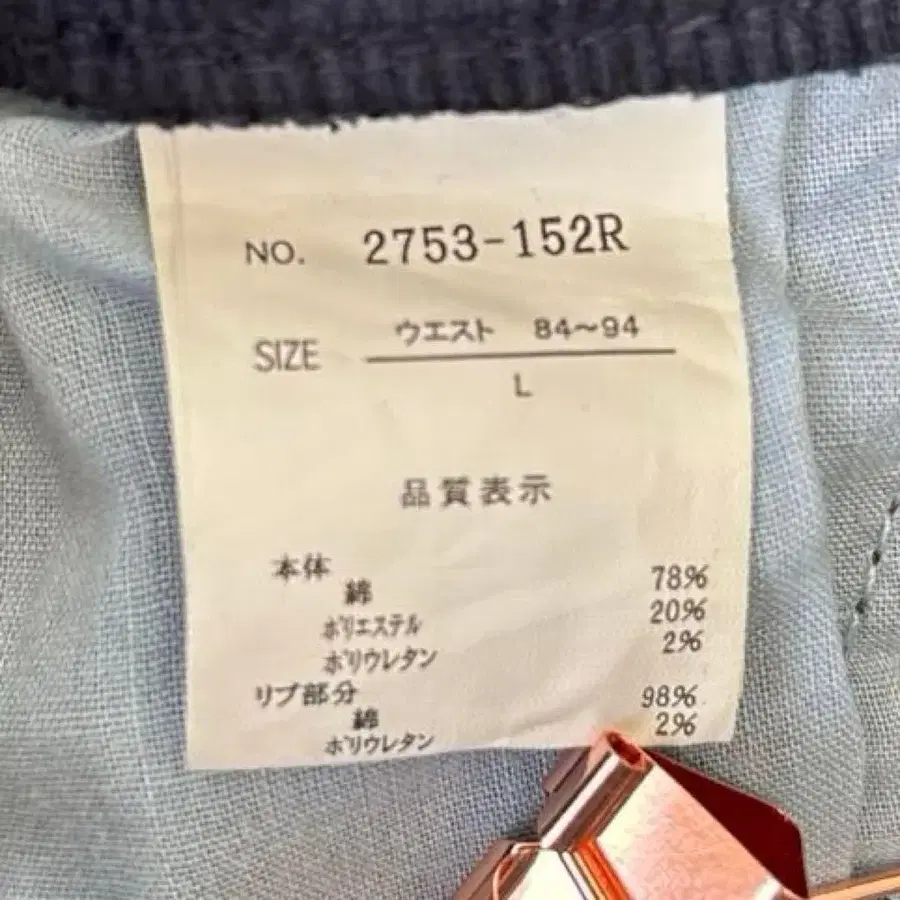 NO. 2753-152R
SIZE ウエスト 84～94
L
品質表示
本体
綿 78%
ポリエステル 20%
ポリウレタン 2%
リブ部分
綿 98%
ポリウレタン 2%